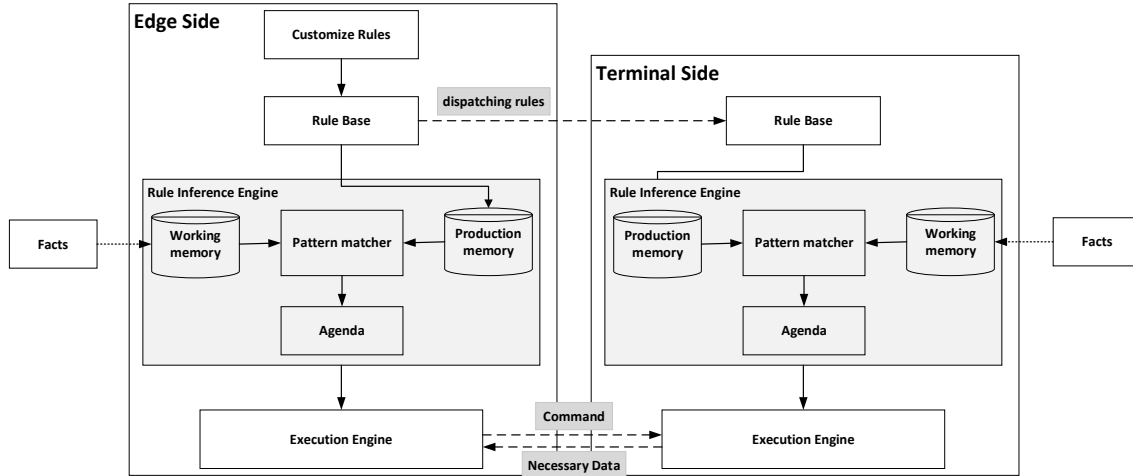 Edge Side
Customize Rules
Terminal Side
dispatching rules
Rule Base
Rule Base
Rule Inference Engine
Rule Inference Engine
Facts
Working
memory
Pattern matcher
Production
memory
Production
memory
Pattern matcher
Working
memory
Facts
Agenda
Agenda
Command
Execution Engine
Execution Engine
Necessary Data